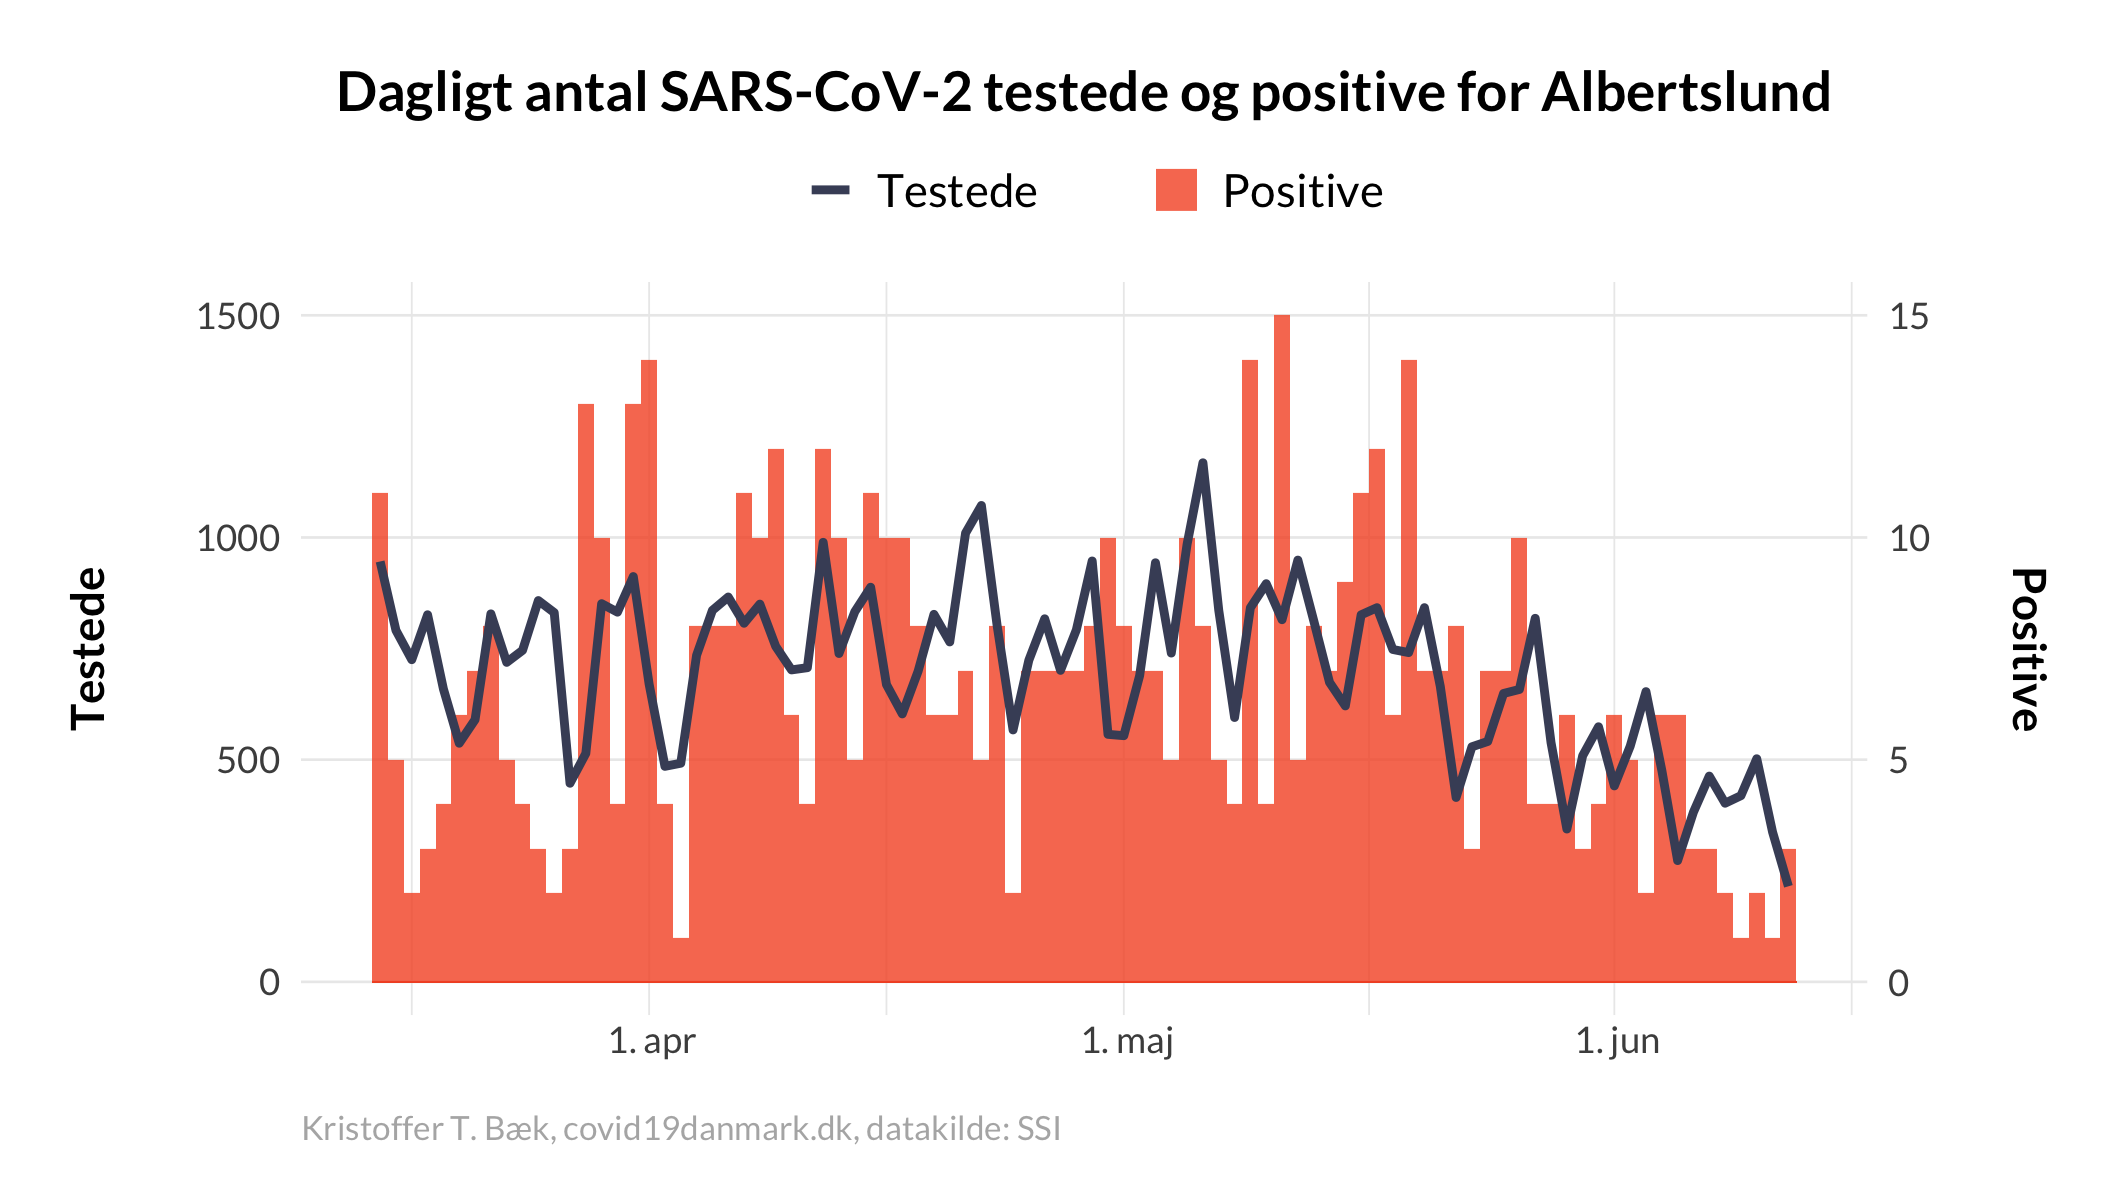 Dagligt antal SARS-CoV-2 testede og positive for Albertslund
Testede
Positive
1500
1000
500
0
15
10
5
0
Testede
Positive
1. apr
1. maj
1. jun
Kristoffer T. Bæk, covid19danmark.dk, datakilde: SSI